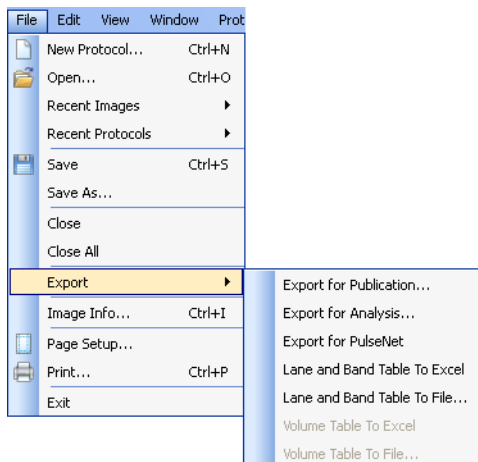 File Edit View Window Prot
New Protocol... Ctrl+N
Open... Ctrl+O
Recent Images
Recent Protocols
Save Ctrl+S
Save As...
Close
Close All
Export
Export for Publication...
Image Info... Ctrl+I
Export for Analysis...
Page Setup...
Export for PulseNet
Print... Ctrl+P
Lane and Band Table To Excel
Exit
Lane and Band Table To File...
Volume Table To Excel
Volume Table To File...